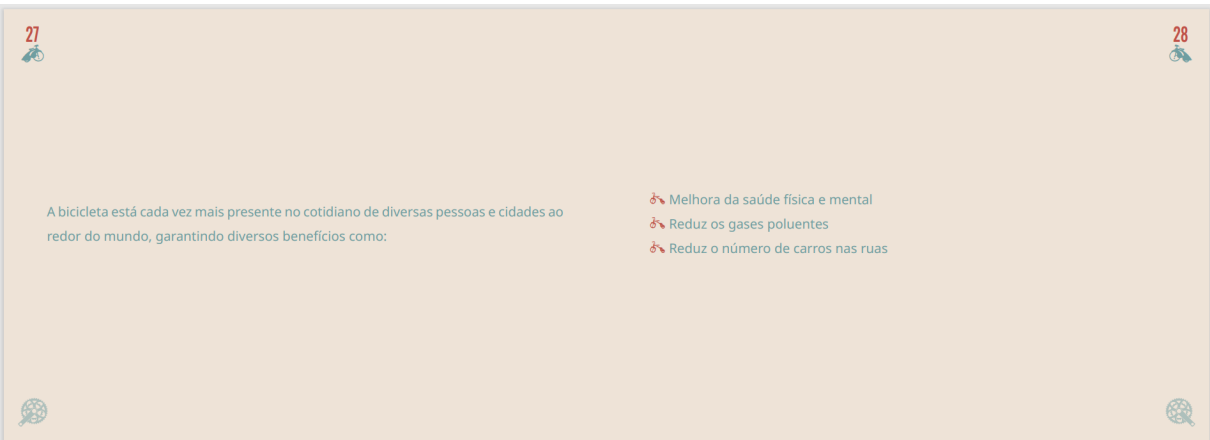 27
A bicicleta está cada vez mais presente no cotidiano de diversas pessoas e cidades ao
redor do mundo, garantindo diversos benefícios como:
28
Melhora da saúde física e mental
Reduz os gases poluentes
Reduz o número de carros nas ruas